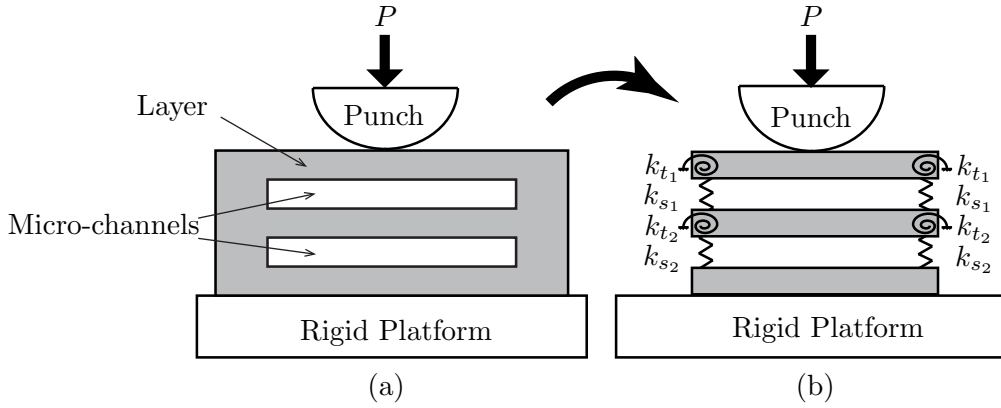 P
P
Punch
Punch
Layer
Micro-channels
k_{t_1}
k_{t_1}
k_{s_1}
k_{s_1}
k_{t_2}
k_{t_2}
k_{s_2}
k_{s_2}
Rigid Platform
Rigid Platform
(a)
(b)